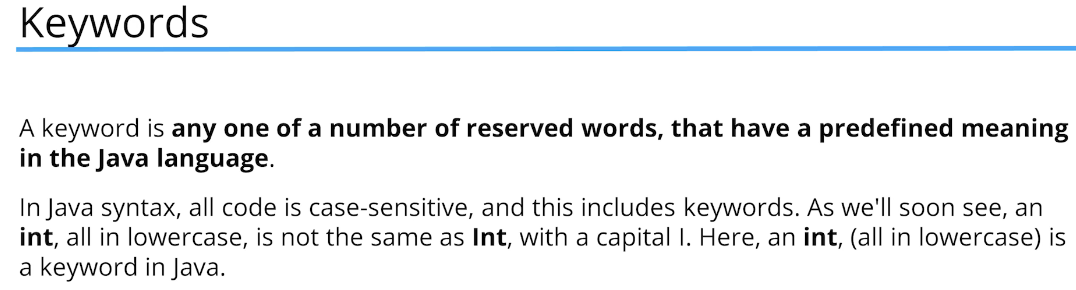 Keywords
A keyword is any one of a number of reserved words, that have a predefined meaning
in the Java language.
In Java syntax, all code is case-sensitive, and this includes keywords. As we'll soon see, an
int, all in lowercase, is not the same as Int, with a capital I. Here, an int, (all in lowercase) is
a keyword in Java.